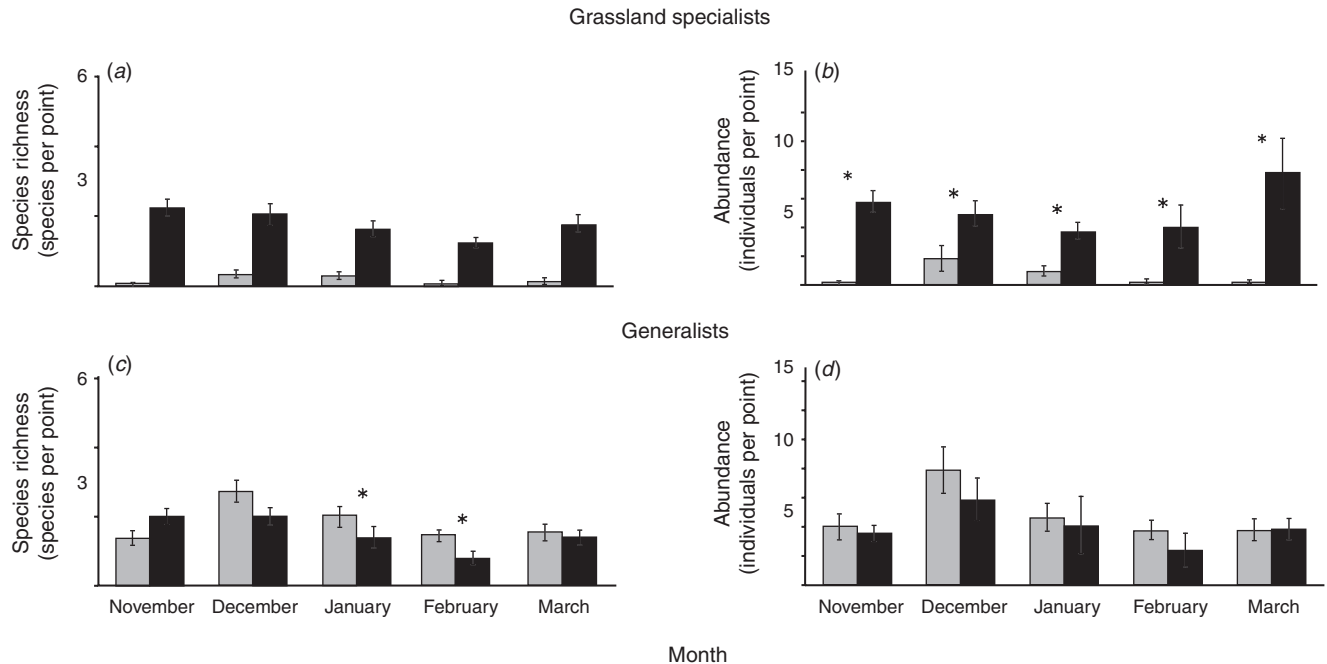 Grassland specialists
(a)
Species richness
(species per point)
6
3
(b)
Abundance
(individuals per point)
15
10
5
*
*
*
*
*
Generalists
(c)
Species richness
(species per point)
6
3
*
*
November December January February March
(d)
Abundance
(individuals per point)
15
10
5
November December January February March
Month